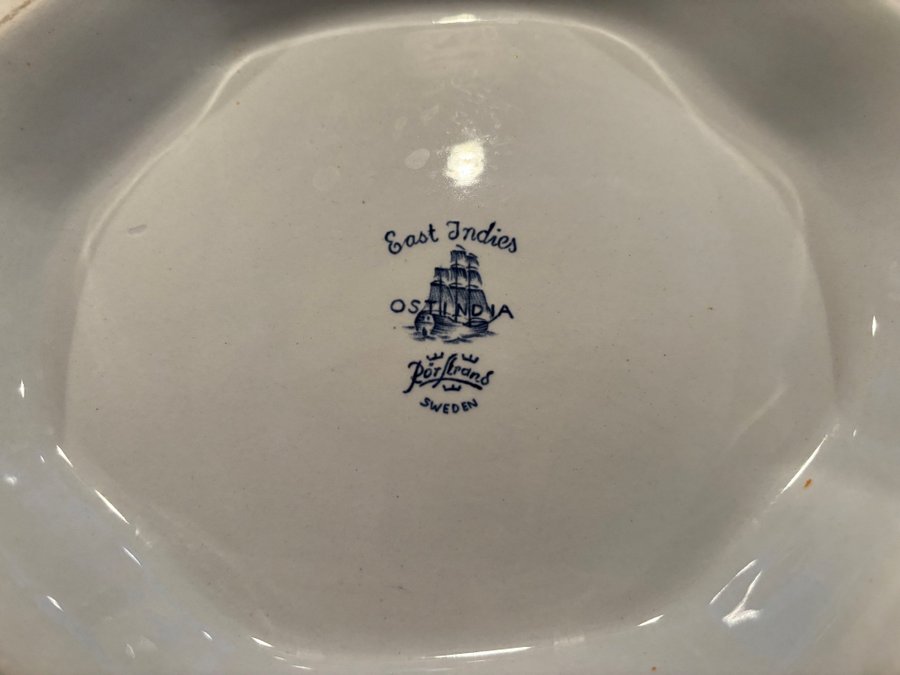 East Indies
OSTINDIA
Rörstrand
SWEDEN